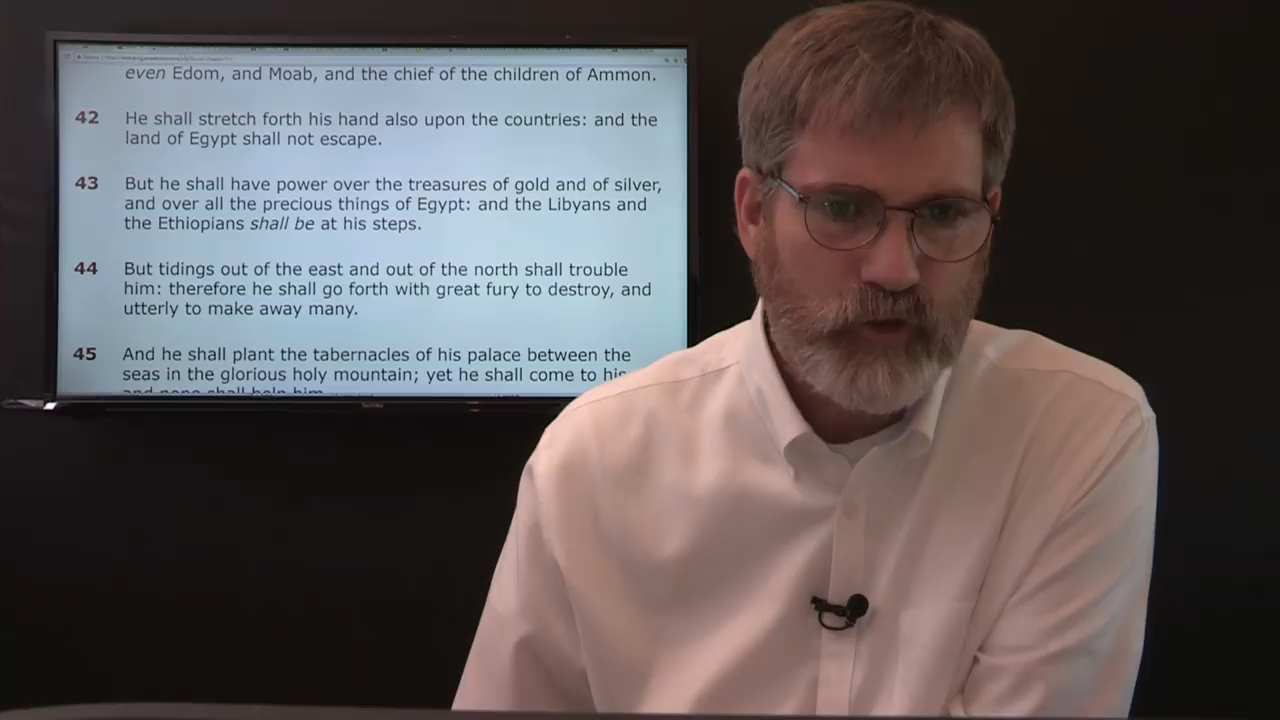 even Edom, and Moab, and the chief of the children of Ammon.
42 He shall stretch forth his hand also upon the countries: and the
land of Egypt shall not escape.
43 But he shall have power over the treasures of gold and of silver,
and over all the precious things of Egypt: and the Libyans and
the Ethiopians shall be at his steps.
44 But tidings out of the east and out of the north shall trouble
him: therefore he shall go forth with great fury to destroy, and
utterly to make away many.
45 And he shall plant the tabernacles of his palace between the
seas in the glorious holy mountain; yet he shall come to his
and none shall help him.